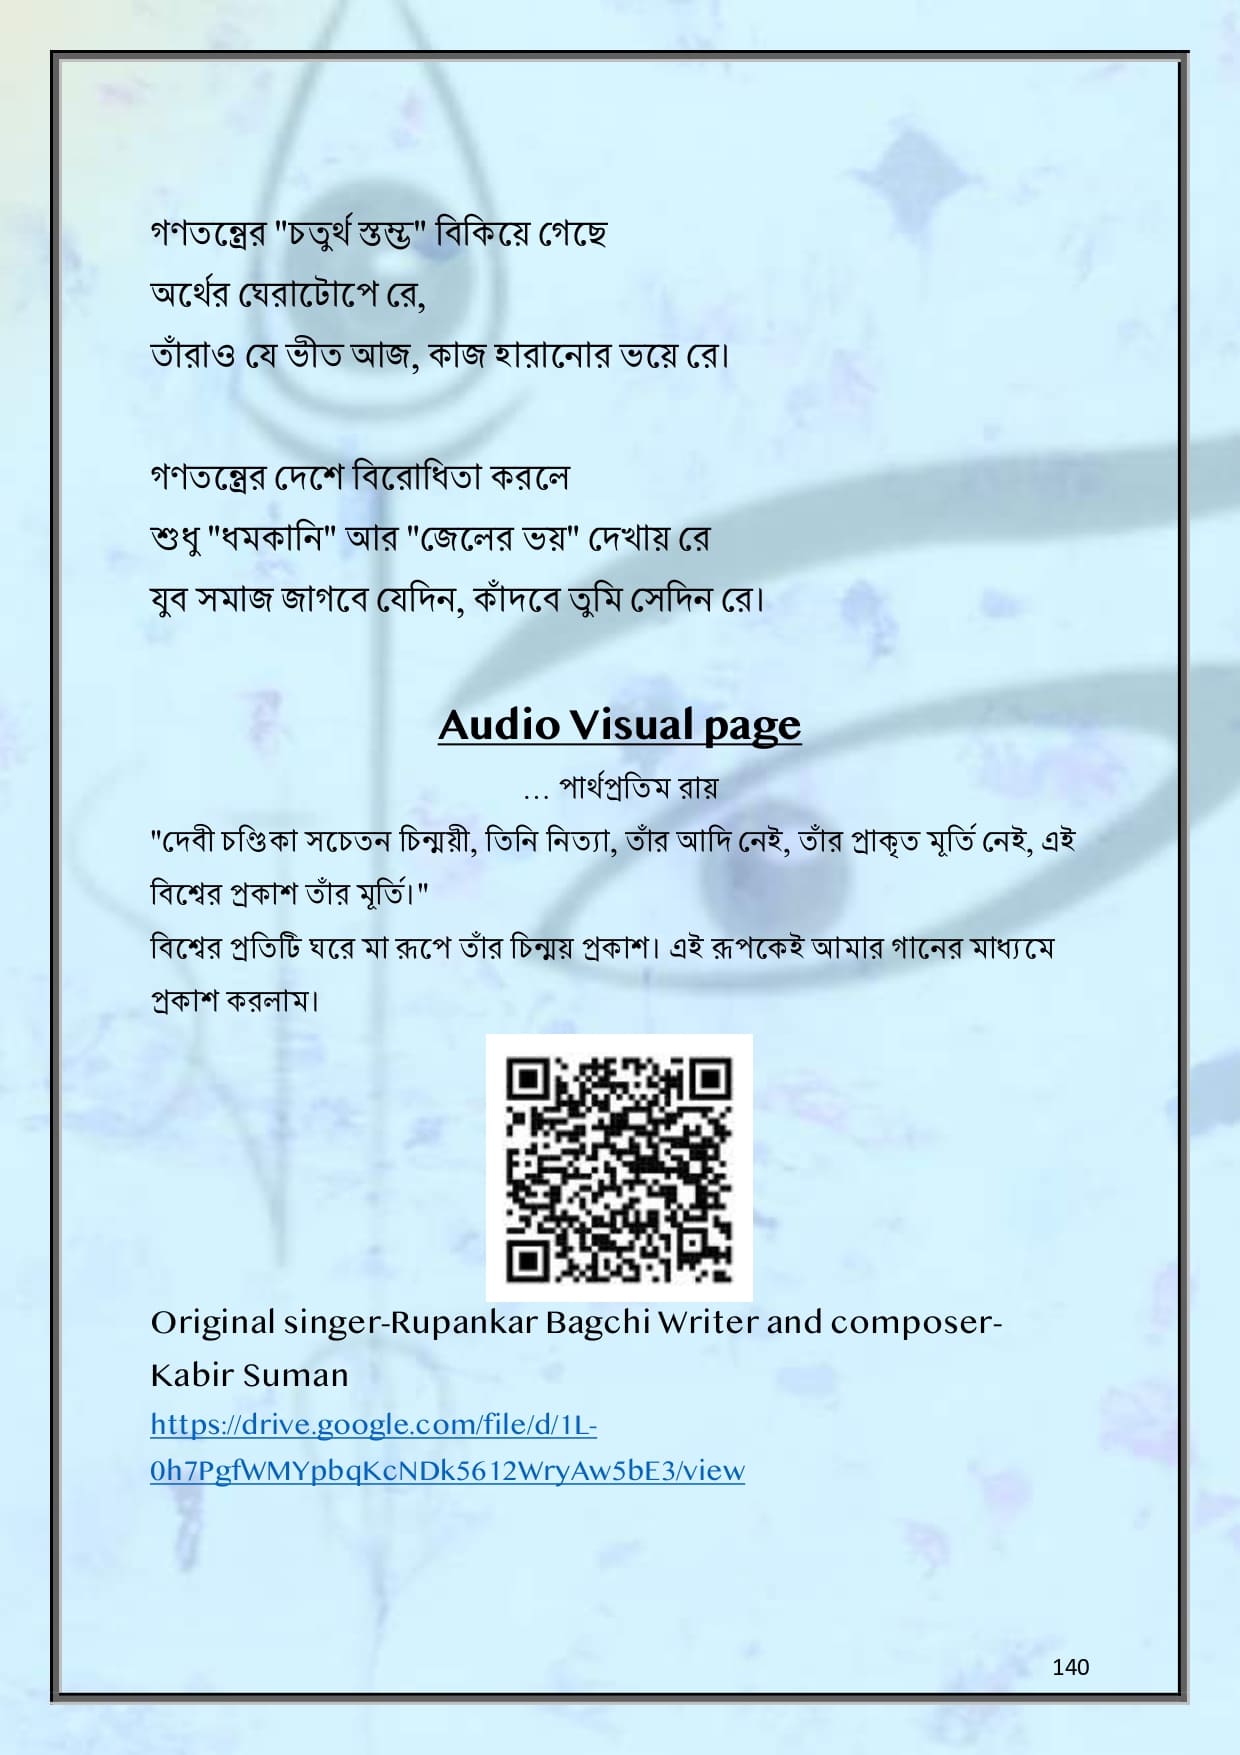 গণতন্ত্রের "চতুর্থ স্তম্ভ" বিকিয়ে গেছে
অর্থের ঘেরাটোপে রে,
তাঁরাও যে ভীত আজ, কাজ হারানোর ভয়ে রে।
গণতন্ত্রের দেশে বিরোধিতা করলে
শুধু "ধমকানি" আর "জেলের ভয়" দেখায় রে
যুব সমাজ জাগবে যেদিন, কাঁদবে তুমি সেদিন রে।
Audio Visual page
... পার্থপ্রতিম রায়
"দেবী চণ্ডিকা সচেতন চিন্ময়ী, তিনি নিত্যা, তাঁর আদি নেই, তাঁর প্রাকৃত মূর্তি নেই, এই
বিশ্বের প্রকাশ তাঁর মূর্তি।"
বিশ্বের প্রতিটি ঘরে মা রূপে তাঁর চিন্ময় প্রকাশ। এই রূপকেই আমার গানের মাধ্যমে
প্রকাশ করলাম।
Original singer-Rupankar Bagchi Writer and composer-
Kabir Suman
https://drive.google.com/file/d/1L-
0h7PgfWMYpbqKcNDk5612WryAw5bE3/view
140